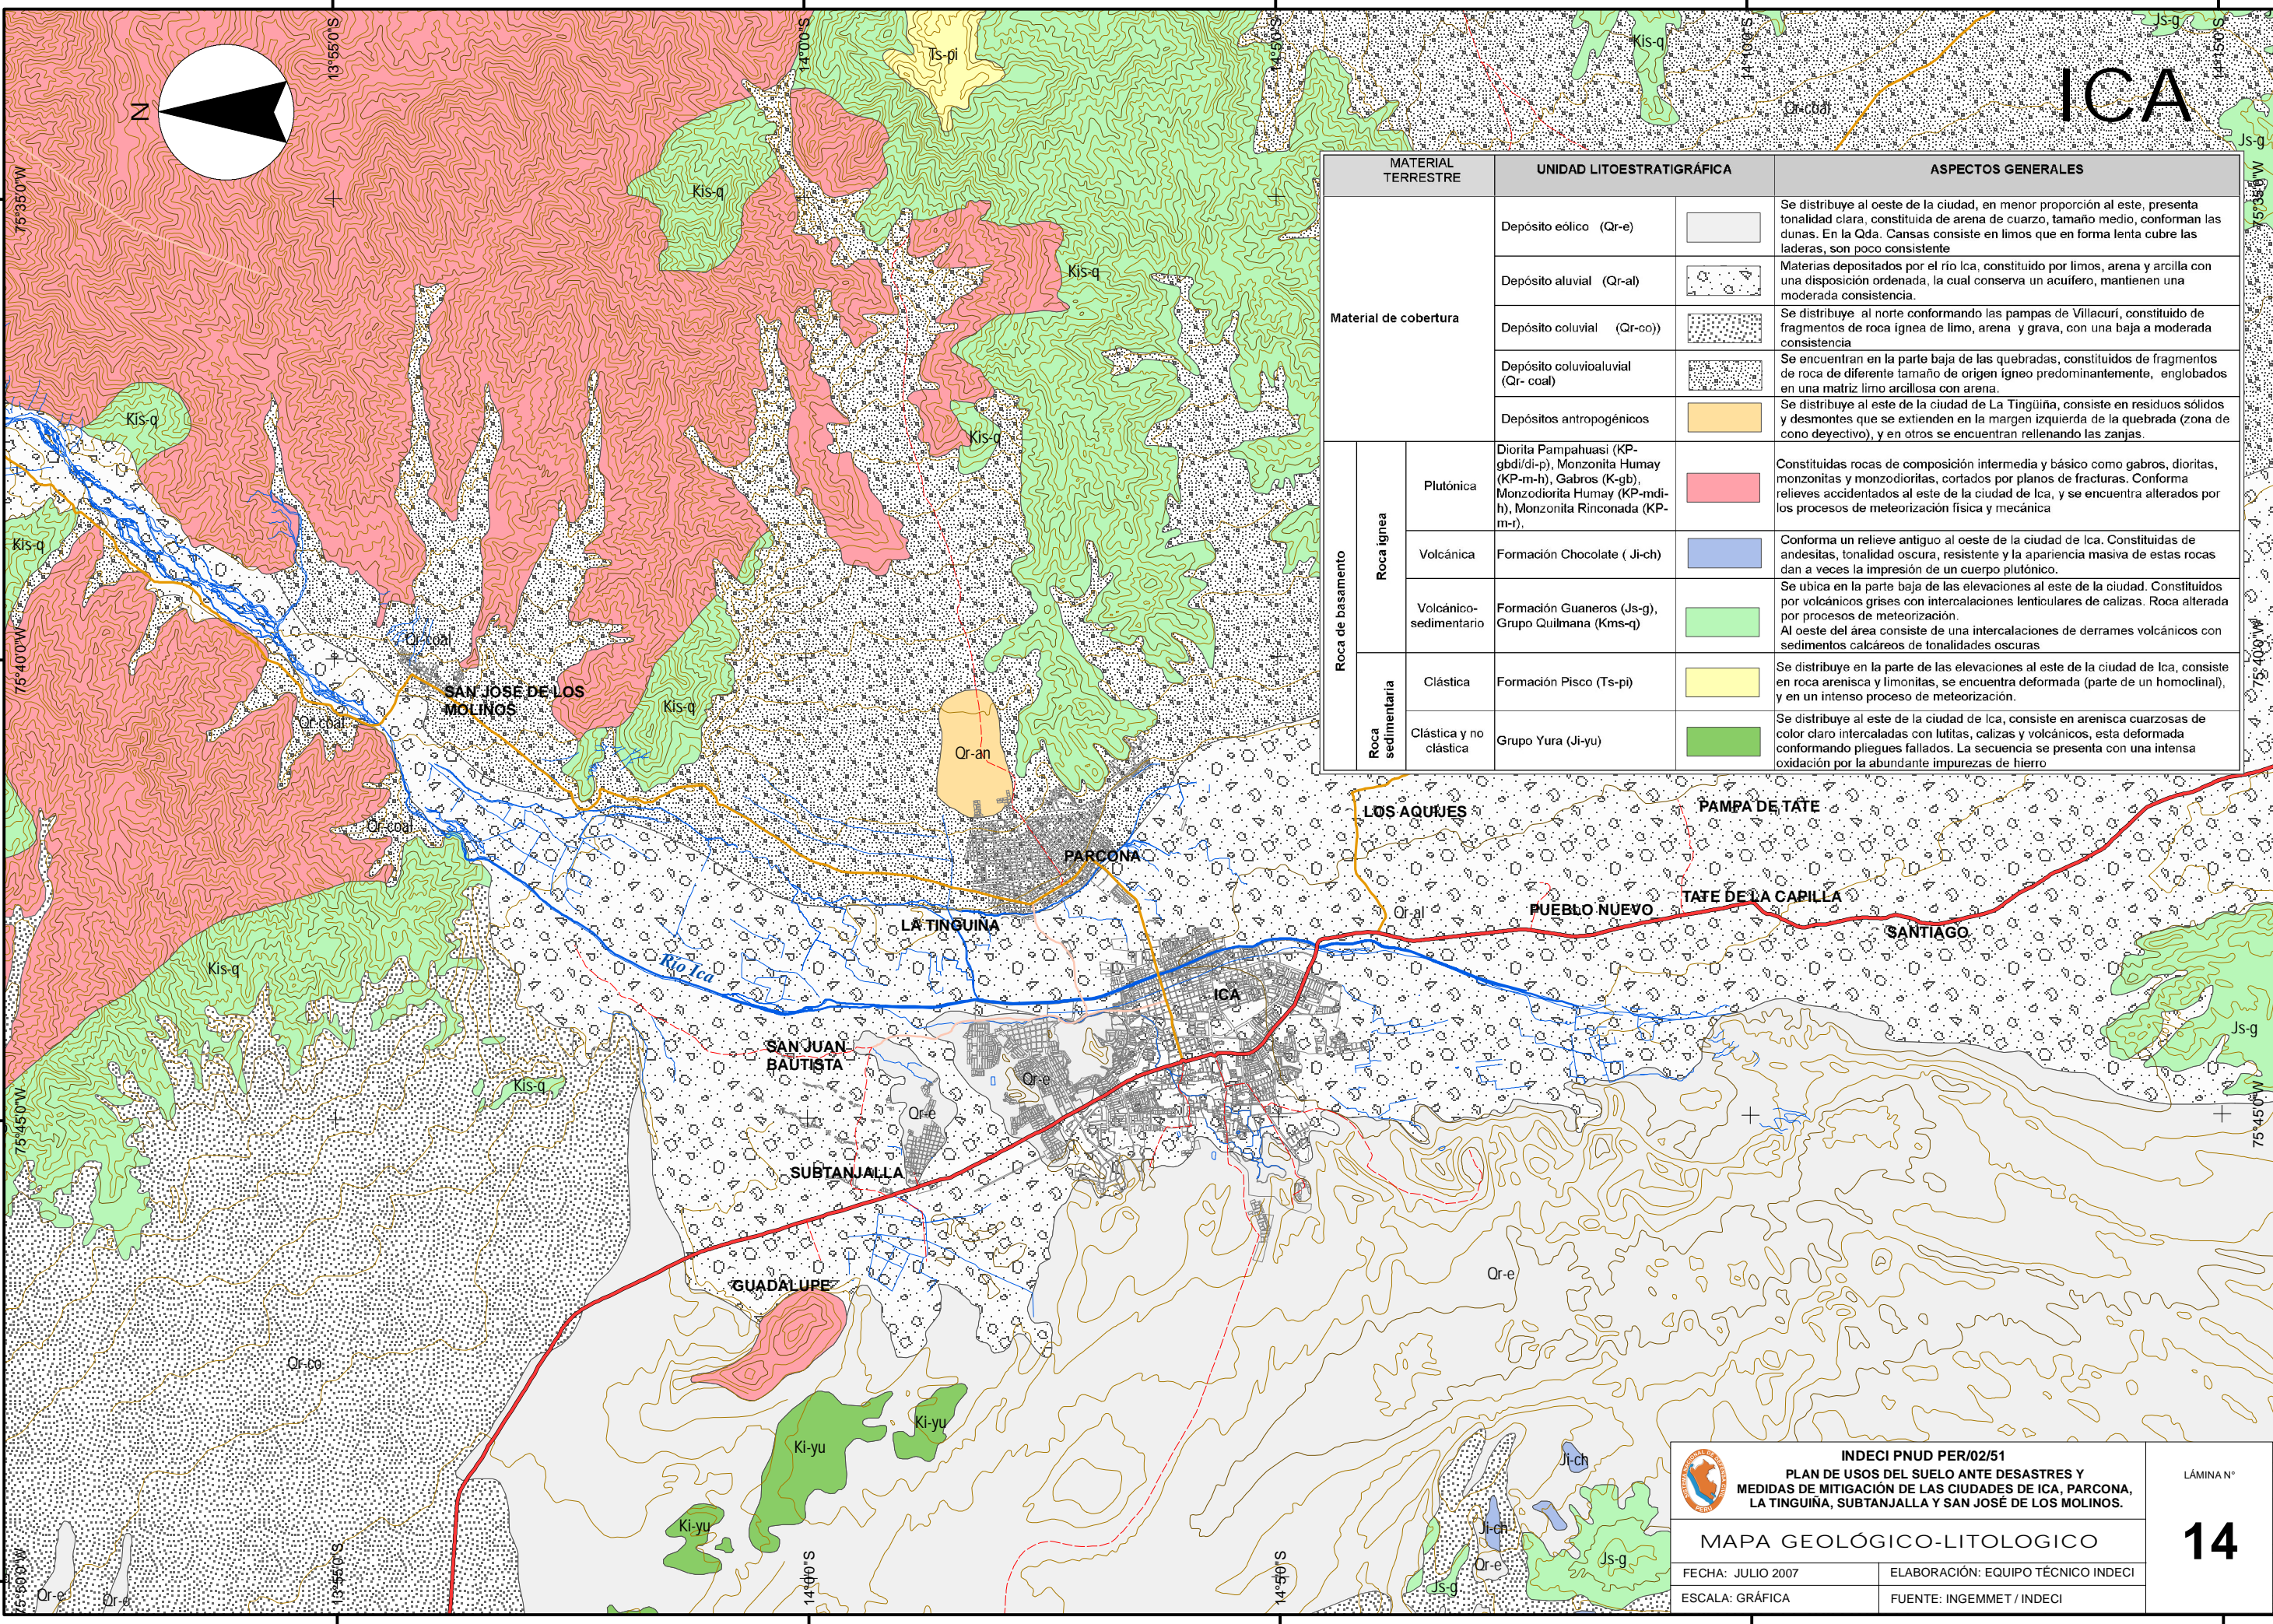 ICA
N
13°55'0"S
14°0'0"S
14°5'0"S
14°10'0"S
14°15'0"S
75°35'0"W
75°35'0"W
75°40'0"W
75°40'0"W
75°45'0"W
75°45'0"W
75°50'0"W
13°55'0"S
14°0'0"S
14°5'0"S
Ts-pi
Kis-q
Js-g
Qr-coal
Js-g
Kis-q
Kis-q
Kis-q
Kis-q
Kis-q
Qr-coal
Qr-coal
Qr-coal
Kis-q
Qr-an
SAN JOSE DE LOS
MOLINOS
PARCONA
LA TINGUIÑA
LOS AQUIJES
PAMPA DE TATE
TATE DE LA CAPILLA
PUEBLO NUEVO
SANTIAGO
Qr-al
Kis-q
Río Ica
ICA
SAN JUAN
BAUTISTA
Qr-e
Qr-e
Kis-q
SUBTANJALLA
GUADALUPE
Js-g
Qr-e
Qr-co
Ki-yu
Ki-yu
Ki-yu
Ji-ch
Ji-ch
Qr-e
Js-g
Js-g
Qr-e
Qr-e
MATERIAL
TERRESTRE
UNIDAD LITOESTRATIGRÁFICA
ASPECTOS GENERALES
Material de cobertura
Depósito eólico (Qr-e)
Se distribuye al oeste de la ciudad, en menor proporción al este, presenta
tonalidad clara, constituida de arena de cuarzo, tamaño medio, conforman las
dunas. En la Qda. Cansas consiste en limos que en forma lenta cubre las
laderas, son poco consistente
Depósito aluvial (Qr-al)
Materias depositados por el río Ica, constituido por limos, arena y arcilla con
una disposición ordenada, la cual conserva un acuífero, mantienen una
moderada consistencia.
Depósito coluvial (Qr-co))
Se distribuye al norte conformando las pampas de Villacurí, constituido de
fragmentos de roca ígnea de limo, arena y grava, con una baja a moderada
consistencia
Depósito coluvioaluvial
(Qr- coal)
Se encuentran en la parte baja de las quebradas, constituidos de fragmentos
de roca de diferente tamaño de origen ígneo predominantemente, englobados
en una matriz limo arcillosa con arena.
Depósitos antropogénicos
Se distribuye al este de la ciudad de La Tingüiña, consiste en residuos sólidos
y desmontes que se extienden en la margen izquierda de la quebrada (zona de
cono deyectivo), y en otros se encuentran rellenando las zanjas.
Roca de basamento
Roca ígnea
Plutónica
Diorita Pampahuasi (KP-
gbdi/di-p), Monzonita Humay
(KP-m-h), Gabros (K-gb),
Monzodiorita Humay (KP-mdi-
h), Monzonita Rinconada (KP-
m-r),
Constituidas rocas de composición intermedia y básico como gabros, dioritas,
monzonitas y monzodioritas, cortados por planos de fracturas. Conforma
relieves accidentados al este de la ciudad de Ica, y se encuentra alterados por
los procesos de meteorización física y mecánica
Volcánica
Formación Chocolate ( Ji-ch)
Conforma un relieve antiguo al oeste de la ciudad de Ica. Constituidas de
andesitas, tonalidad oscura, resistente y la apariencia masiva de estas rocas
dan a veces la impresión de un cuerpo plutónico.
Volcánico-
sedimentario
Formación Guaneros (Js-g),
Grupo Quilmana (Kms-q)
Se ubica en la parte baja de las elevaciones al este de la ciudad. Constituidos
por volcánicos grises con intercalaciones lenticulares de calizas. Roca alterada
por procesos de meteorización.
Al oeste del área consiste de una intercalaciones de derrames volcánicos con
sedimentos calcáreos de tonalidades oscuras
Roca
sedimentaria
Clástica
Formación Pisco (Ts-pi)
Se distribuye en la parte de las elevaciones al este de la ciudad de Ica, consiste
en roca arenisca y limonitas, se encuentra deformada (parte de un homoclinal),
y en un intenso proceso de meteorización.
Clástica y no
clástica
Grupo Yura (Ji-yu)
Se distribuye al este de la ciudad de Ica, consiste en arenisca cuarzosas de
color claro intercaladas con lutitas, calizas y volcánicos, esta deformada
conformando pliegues fallados. La secuencia se presenta con una intensa
oxidación por la abundante impurezas de hierro
INDECI PNUD PER/02/51
PLAN DE USOS DEL SUELO ANTE DESASTRES Y
MEDIDAS DE MITIGACIÓN DE LAS CIUDADES DE ICA, PARCONA,
LA TINGUIÑA, SUBTANJALLA Y SAN JOSÉ DE LOS MOLINOS.
MAPA GEOLÓGICO-LITOLOGICO
FECHA: JULIO 2007
ELABORACIÓN: EQUIPO TÉCNICO INDECI
ESCALA: GRÁFICA
FUENTE: INGEMMET / INDECI
LÁMINA N°
14